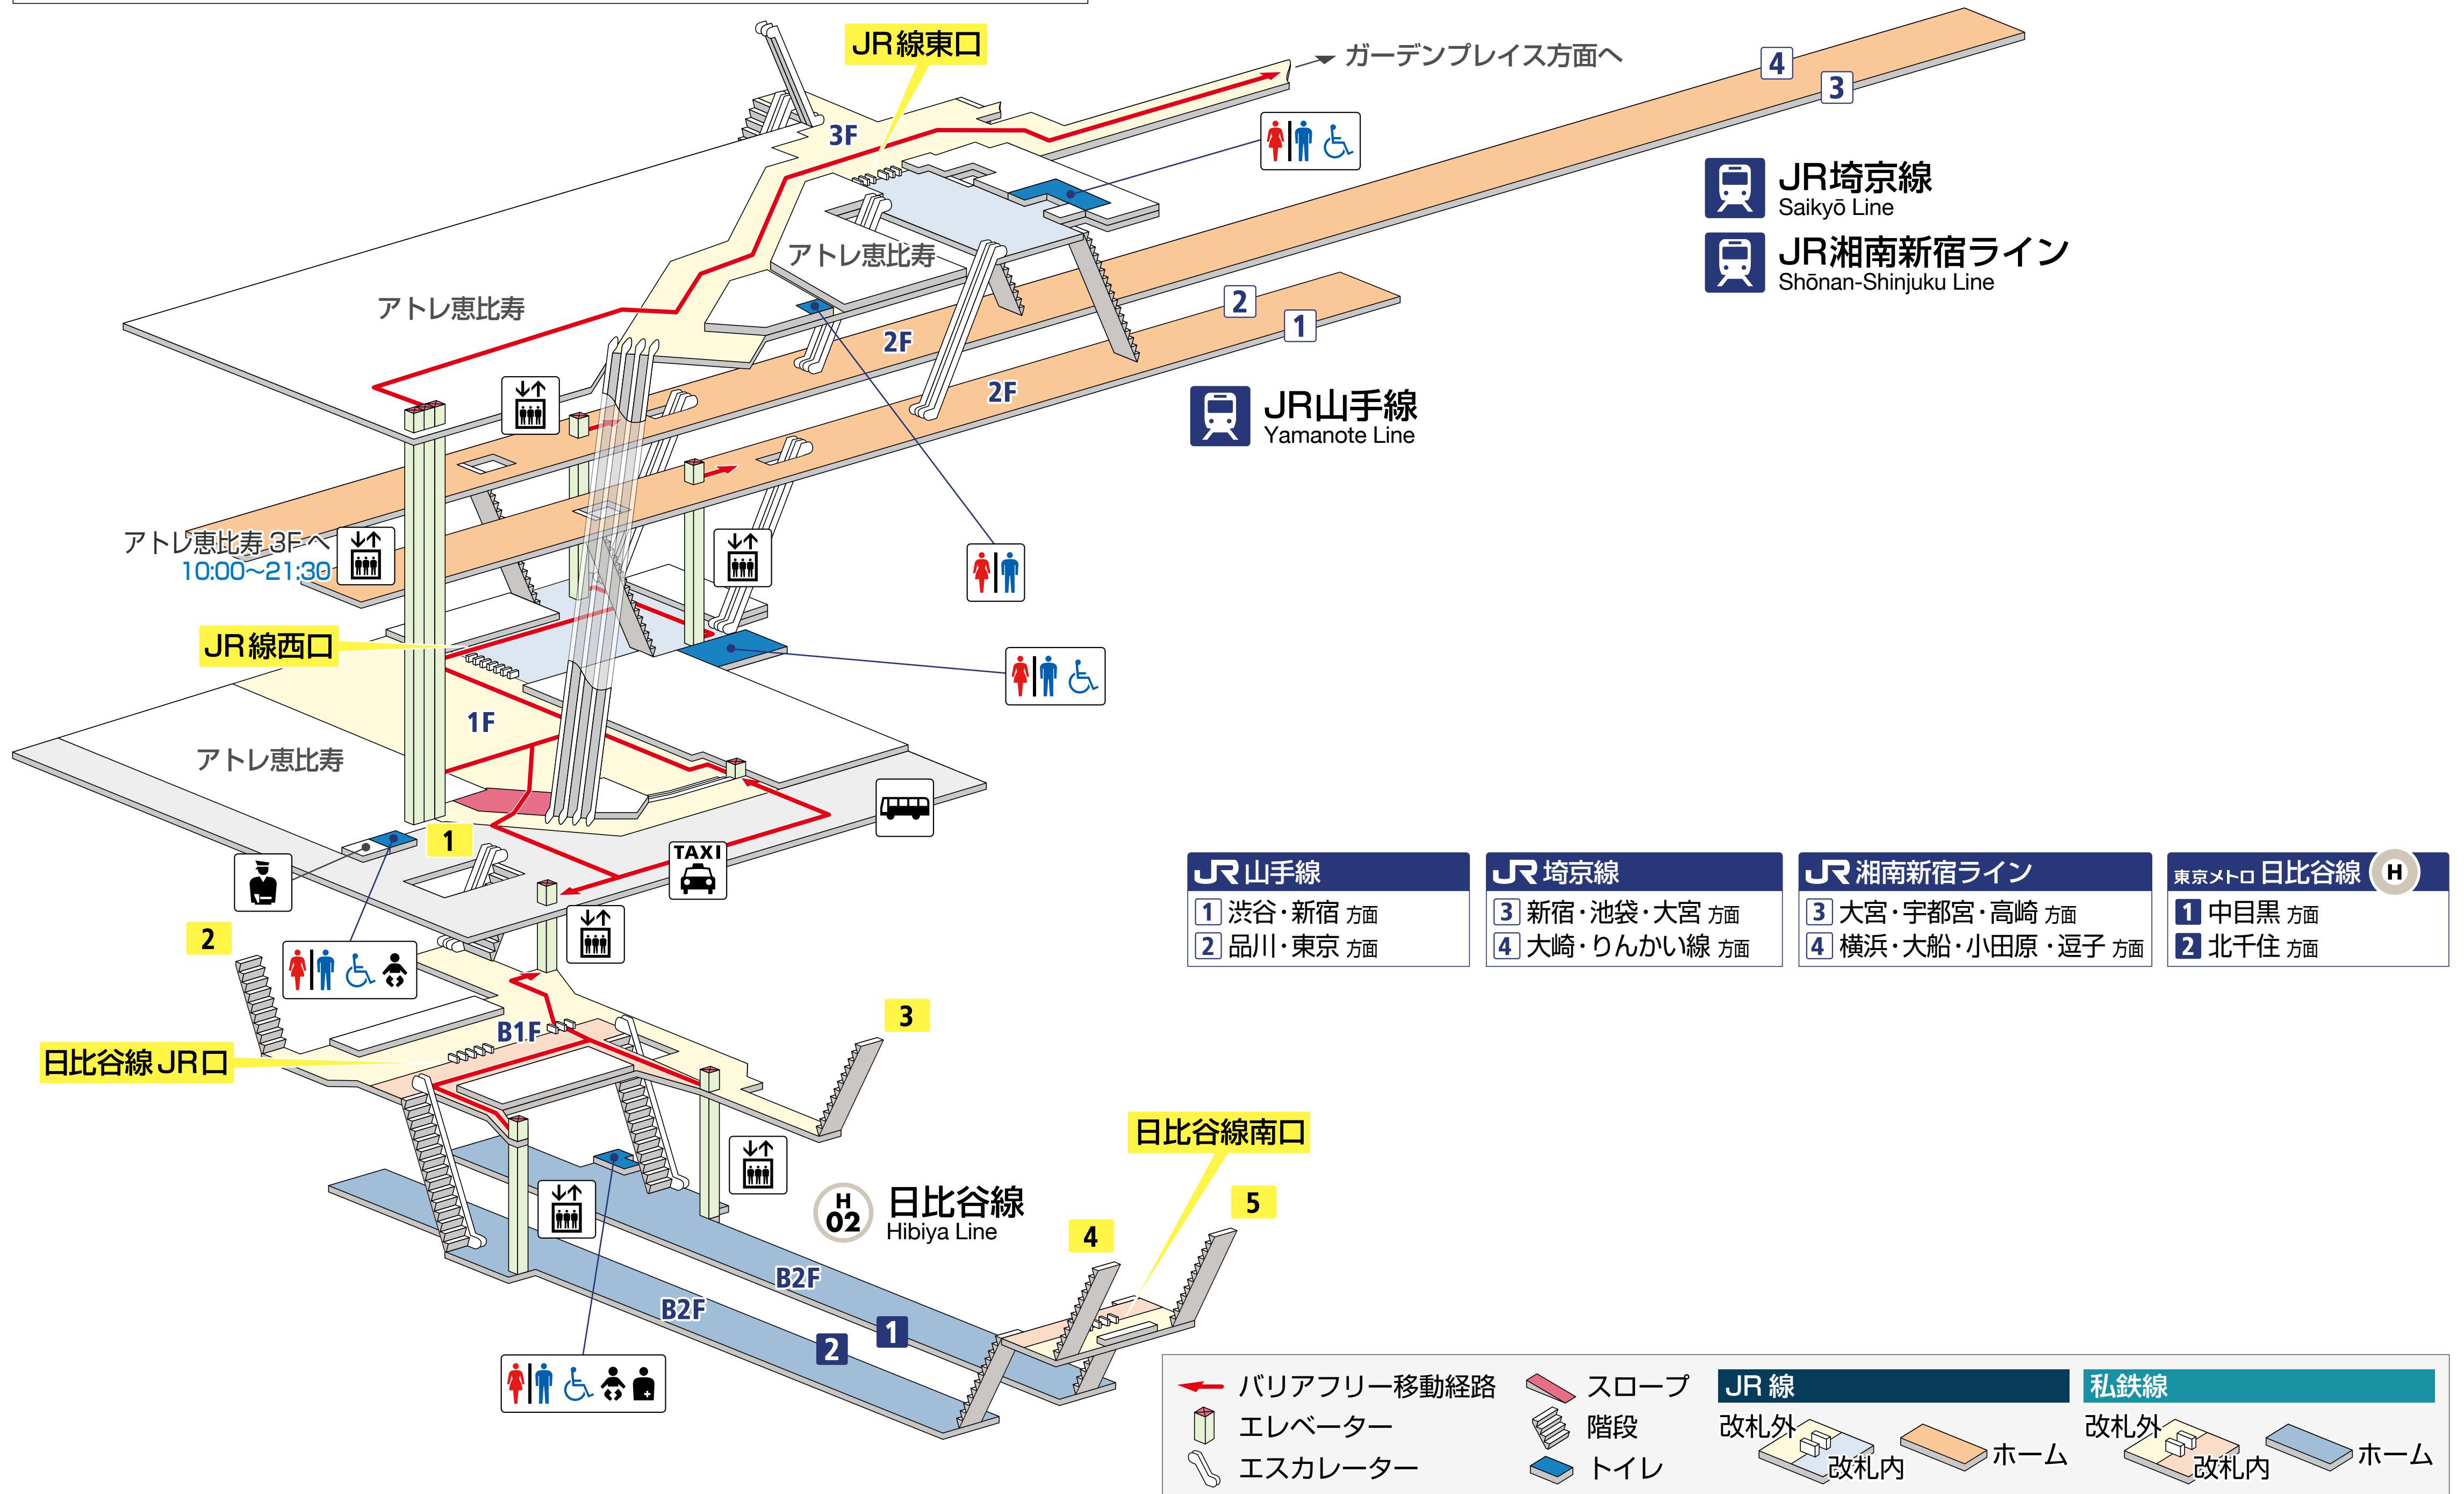 JR線東口
ガーデンプレイス方面へ
4
3
3F
JR埼京線
Saikyō Line
アトレ恵比寿
JR湘南新宿ライン
Shōnan-Shinjuku Line
アトレ恵比寿
2
1
2F
2F
JR山手線
Yamanote Line
アトレ恵比寿 3F へ
10:00〜21:30
JR線西口
1F
アトレ恵比寿
1
TAXI
JR 山手線
1 渋谷・新宿 方面
2 品川・東京 方面
JR 埼京線
3 新宿・池袋・大宮 方面
4 大崎・りんかい線 方面
JR 湘南新宿ライン
3 大宮・宇都宮・高崎 方面
4 横浜・大船・小田原・逗子 方面
東京メトロ 日比谷線 H
1 中目黒 方面
2 北千住 方面
2
3
B1F
日比谷線JR口
日比谷線南口
H
02
日比谷線
Hibiya Line
5
4
B2F
B2F
1
2
バリアフリー移動経路
エレベーター
エスカレーター
スロープ
階段
トイレ
JR 線
改札外
改札内
ホーム
私鉄線
改札外
改札内
ホーム